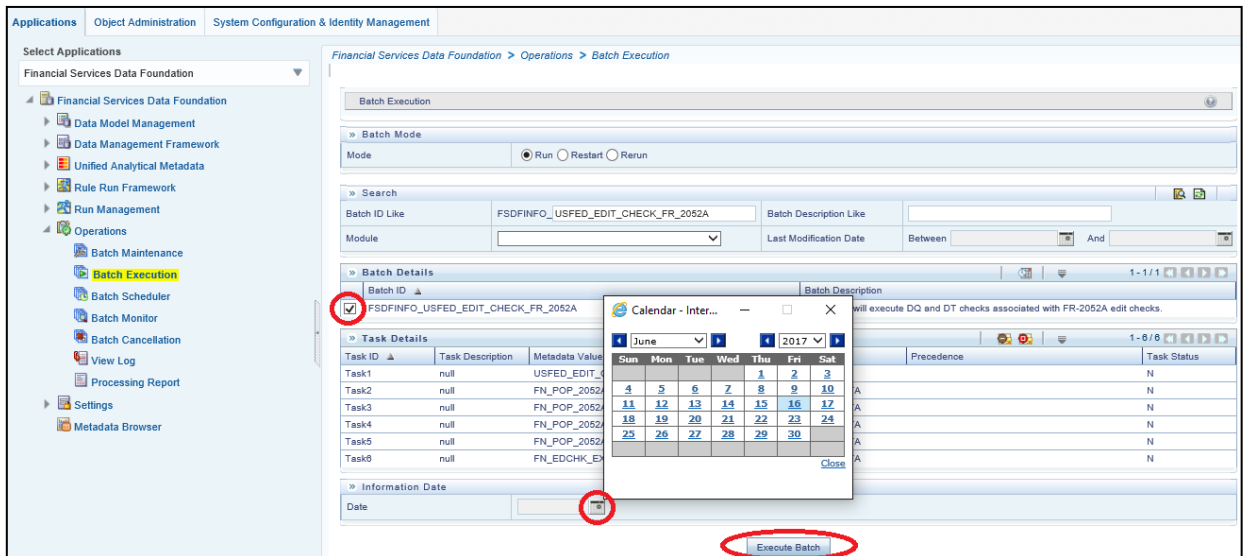 Applications Object Administration System Configuration & Identity Management
Select Applications
Financial Services Data Foundation
Financial Services Data Foundation
Data Model Management
Data Management Framework
Unified Analytical Metadata
Rule Run Framework
Run Management
Operations
Batch Maintenance
Batch Execution
Batch Scheduler
Batch Monitor
Batch Cancellation
View Log
Processing Report
Settings
Metadata Browser
Financial Services Data Foundation > Operations > Batch Execution
Batch Execution
» Batch Mode
Mode Run Restart Rerun
» Search
Batch ID Like FSDFINFO_ USFED_EDIT_CHECK_FR_2052A Batch Description Like
Module Last Modification Date Between And
» Batch Details 1-1/1
Batch ID Batch Description
FSDFINFO_USFED_EDIT_CHECK_FR_2052A will execute DQ and DT checks associated with FR-2052A edit checks.
» Task Details 1-6/6
Task ID Task Description Metadata Value Precedence Task Status
Task1 null USFED_EDIT_ N
Task2 null FN_POP_2052A A N
Task3 null FN_POP_2052A A N
Task4 null FN_POP_2052A A N
Task5 null FN_POP_2052A A N
Task6 null FN_EDCHK_EX A N
» Information Date
Date
Execute Batch
Calendar - Inter...
June 2017
Sun Mon Tue Wed Thu Fri Sat
1 2 3
4 5 6 7 8 9 10
11 12 13 14 15 16 17
18 19 20 21 22 23 24
25 26 27 28 29 30
Close